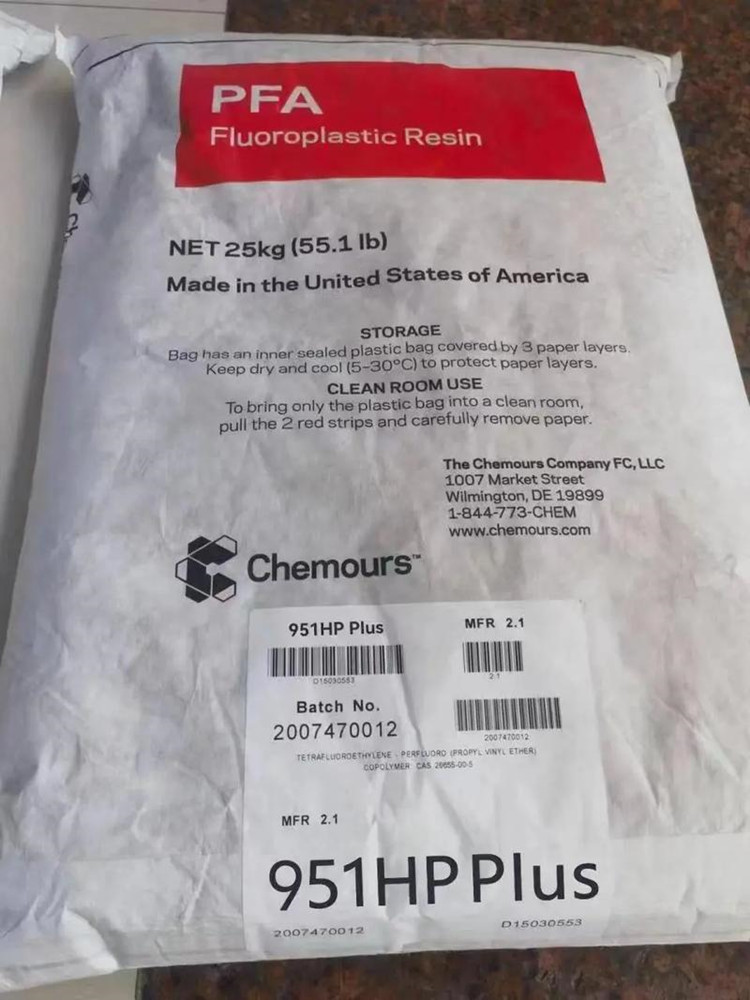 PFA
Fluoroplastic Resin
NET 25kg (55.1 lb)
Made in the United States of America
STORAGE
Bag has an inner sealed plastic bag covered by 3 paper layers.
Keep dry and cool (5-30°C) to protect paper layers.
CLEAN ROOM USE
To bring only the plastic bag into a clean room,
pull the 2 red strips and carefully remove paper.
The Chemours Company FC, LLC
1007 Market Street
Wilmington, DE 19899
1-844-773-CHEM
www.chemours.com
Chemours™
951HP Plus
MFR 2.1
D15030553
2.1
Batch No.
2007470012
2007470012
TETRAFLUOROETHYLENE - PERFLUORO (PROPYL VINYL ETHER)
COPOLYMER CAS 26655-00-5
MFR 2.1
951HP Plus
2007470012
D15030553